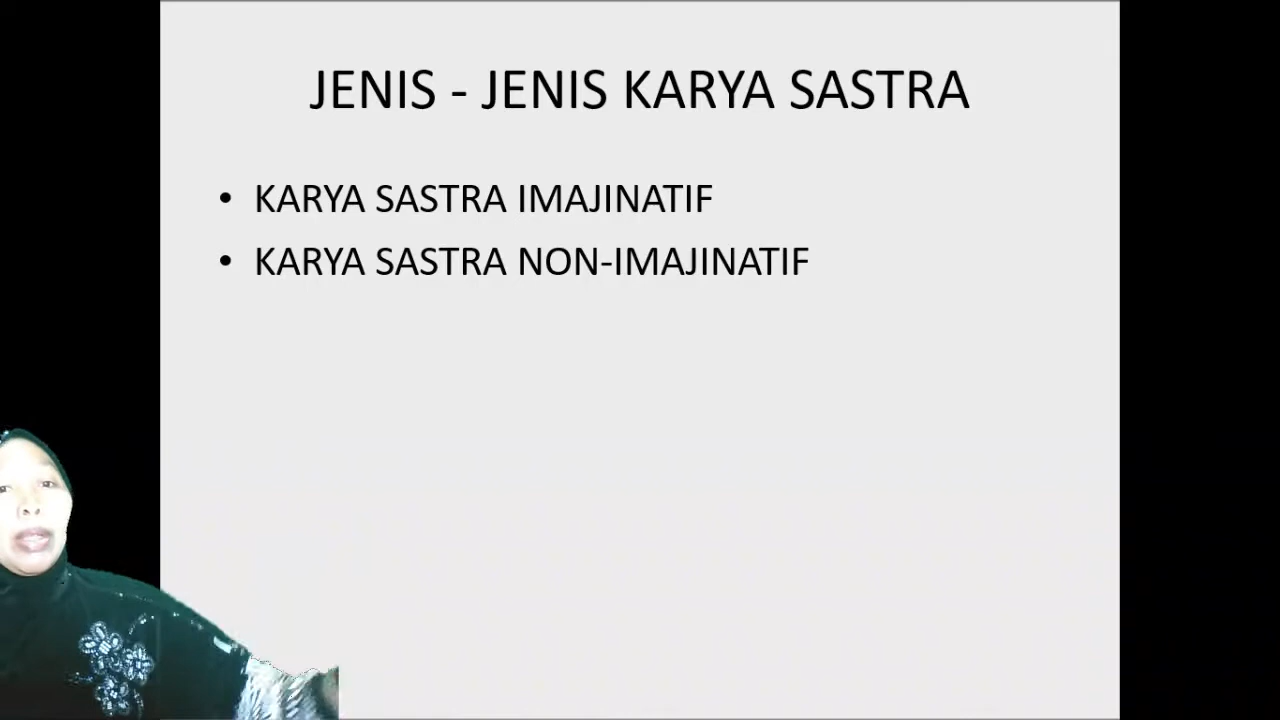 JENIS - JENIS KARYA SASTRA
• KARYA SASTRA IMAJINATIF
• KARYA SASTRA NON-IMAJINATIF